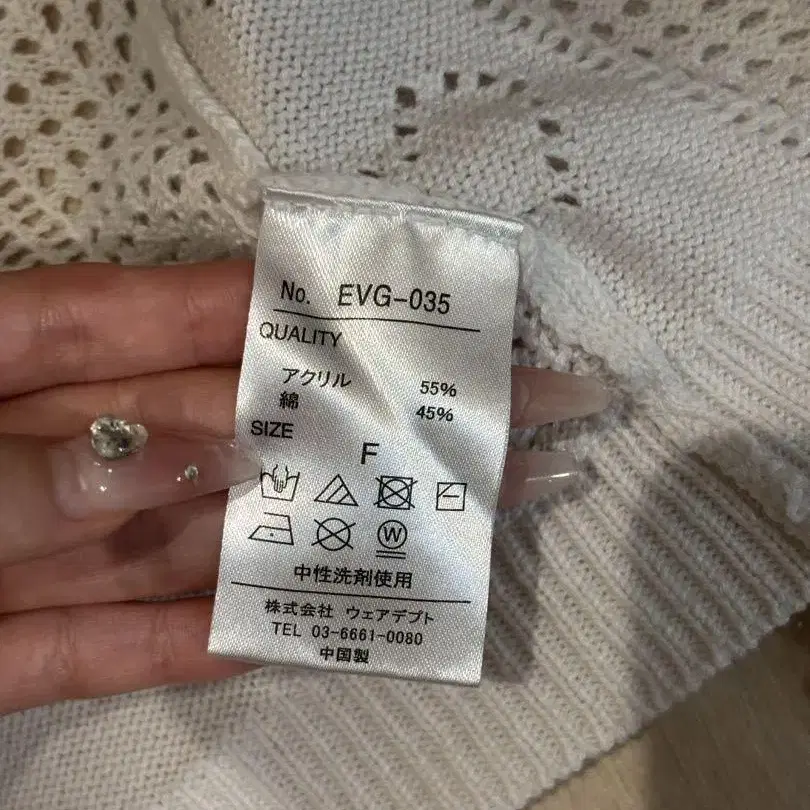 No. EVG-035
QUALITY
アクリル 55%
綿 45%
SIZE
F
W
中性洗剤使用
株式会社 ウェアデプト
TEL 03-6661-0080
中国製